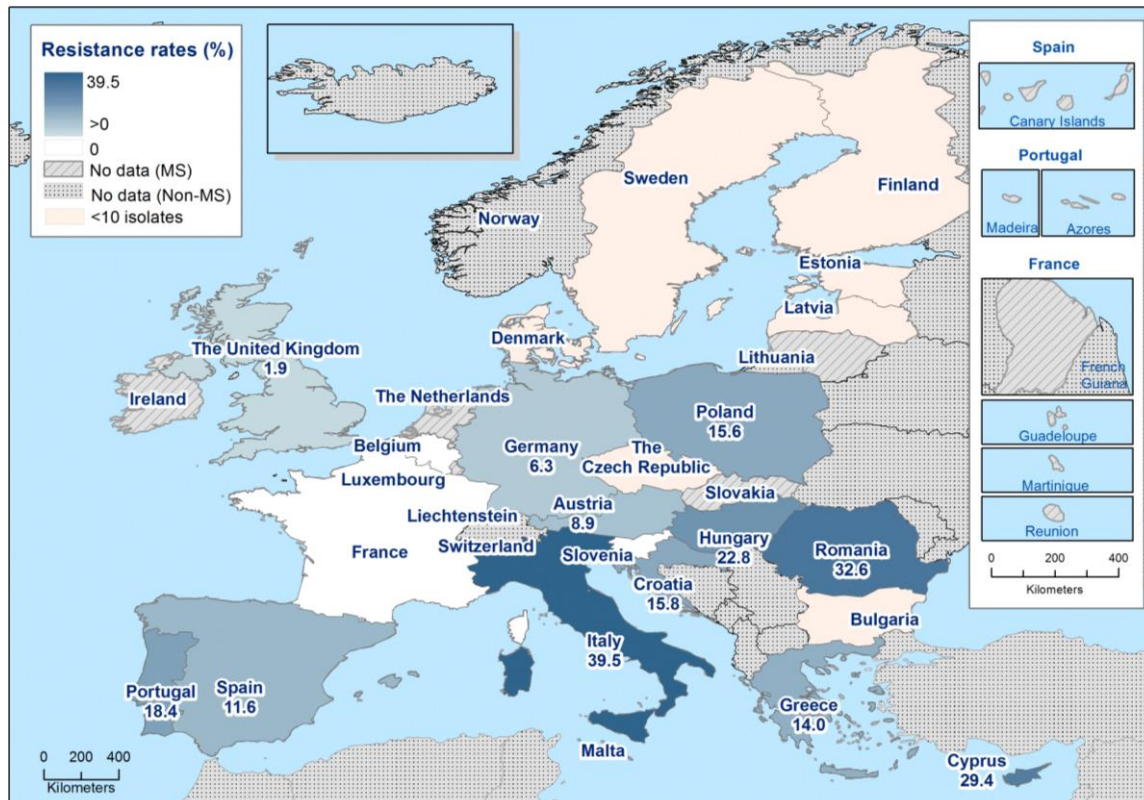 Resistance rates (%)
39.5
>0
0
No data (MS)
No data (Non-MS)
<10 isolates
Norway
Sweden
Finland
Estonia
Latvia
Denmark
Lithuania
The United Kingdom
1.9
Ireland
The Netherlands
Belgium
Luxembourg
Germany
6.3
Poland
15.6
The
Czech Republic
Slovakia
Austria
8.9
Liechtenstein
Switzerland
France
Slovenia
Hungary
22.8
Romania
32.6
Croatia
15.8
Bulgaria
Italy
39.5
Portugal
18.4
Spain
11.6
Greece
14.0
Malta
Cyprus
29.4
0 200 400
Kilometers
Spain
Canary Islands
Portugal
Madeira
Azores
France
French
Guiana
Guadeloupe
Martinique
Reunion
0 200 400
Kilometers